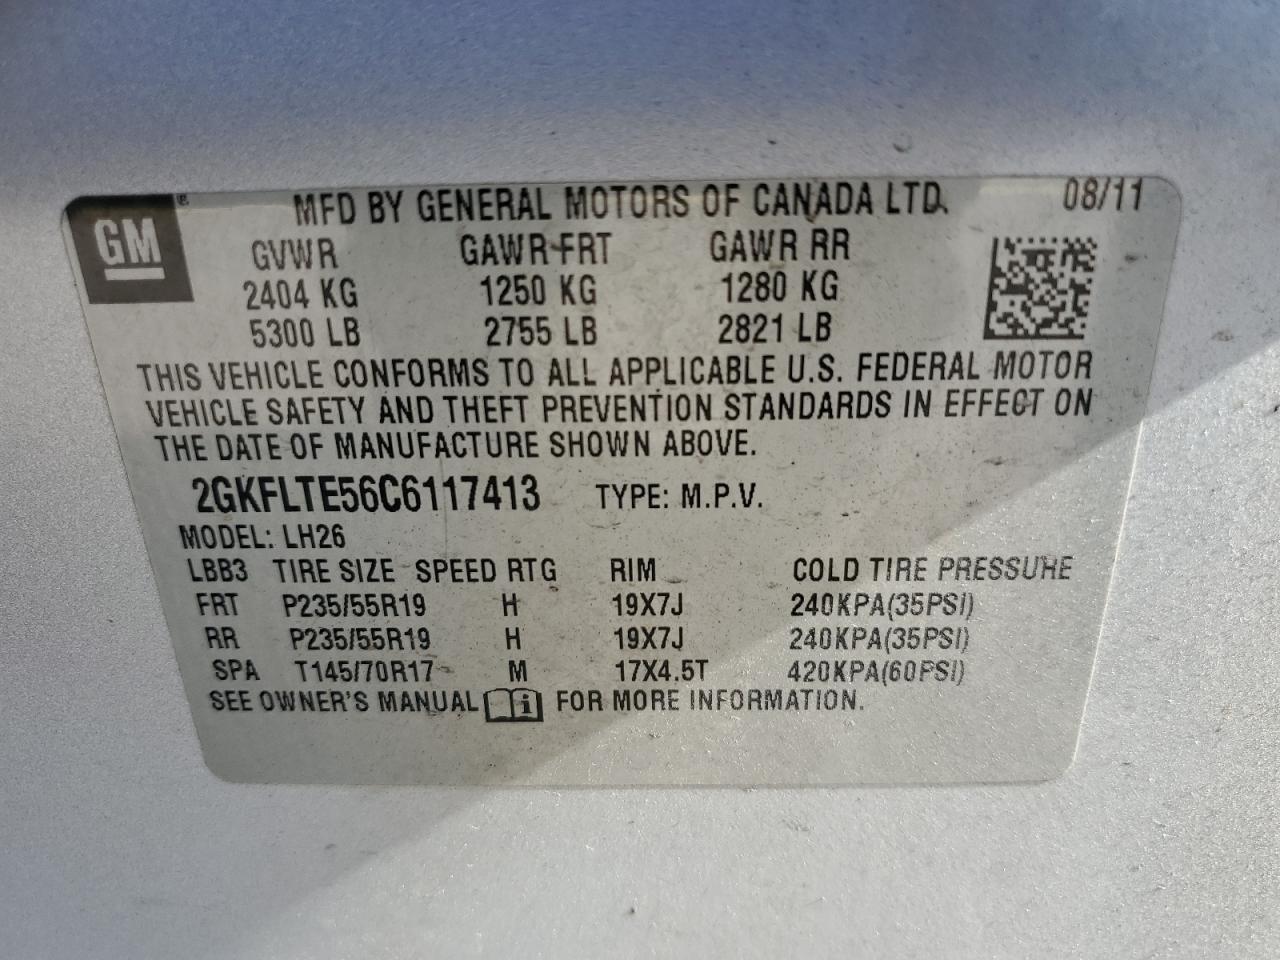 GM® MFD BY GENERAL MOTORS OF CANADA LTD. 08/11
GVWR GAWR FRT GAWR RR
2404 KG 1250 KG 1280 KG
5300 LB 2755 LB 2821 LB
THIS VEHICLE CONFORMS TO ALL APPLICABLE U.S. FEDERAL MOTOR
VEHICLE SAFETY AND THEFT PREVENTION STANDARDS IN EFFECT ON
THE DATE OF MANUFACTURE SHOWN ABOVE.
2GKFLTE56C6117413 TYPE: M.P.V.
MODEL: LH26
LBB3 TIRE SIZE SPEED RTG RIM COLD TIRE PRESSURE
FRT P235/55R19 H 19X7J 240KPA(35PSI)
RR P235/55R19 H 19X7J 240KPA(35PSI)
SPA T145/70R17 M 17X4.5T 420KPA(60PSI)
SEE OWNER'S MANUAL i FOR MORE INFORMATION.